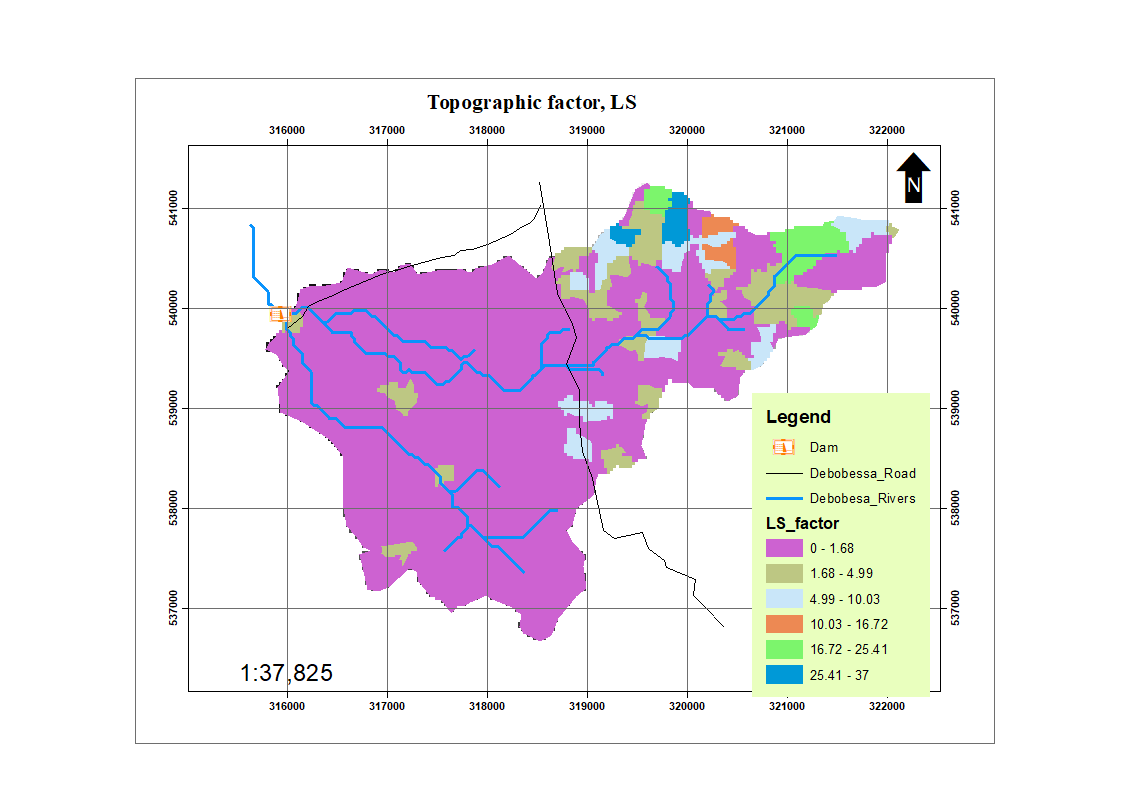 Topographic factor, LS
316000 317000 318000 319000 320000 321000 322000
N
541000 541000
540000 540000
539000 539000
538000 538000
537000 537000
Legend
Dam
Debobessa_Road
Debobesa_Rivers
LS_factor
0 - 1.68
1.68 - 4.99
4.99 - 10.03
10.03 - 16.72
16.72 - 25.41
25.41 - 37
1:37,825
316000 317000 318000 319000 320000 321000 322000